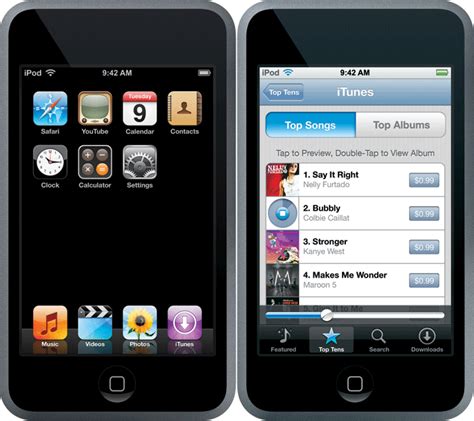 iPod 9:42 AM
Tuesday
9
Safari YouTube Calendar Contacts
Clock Calculator Settings
Music Videos Photos iTunes
iPod 9:42 AM
Top Tens iTunes
Top Songs Top Albums
Tap to Preview, Double-Tap to View Album
1. Say It Right
Nelly Furtado
$0.99
2. Bubbly
Colbie Caillat
$0.99
3. Stronger
Kanye West
$0.99
4. Makes Me Wonder
Maroon 5
$0.99
Featured Top Tens Search Downloads